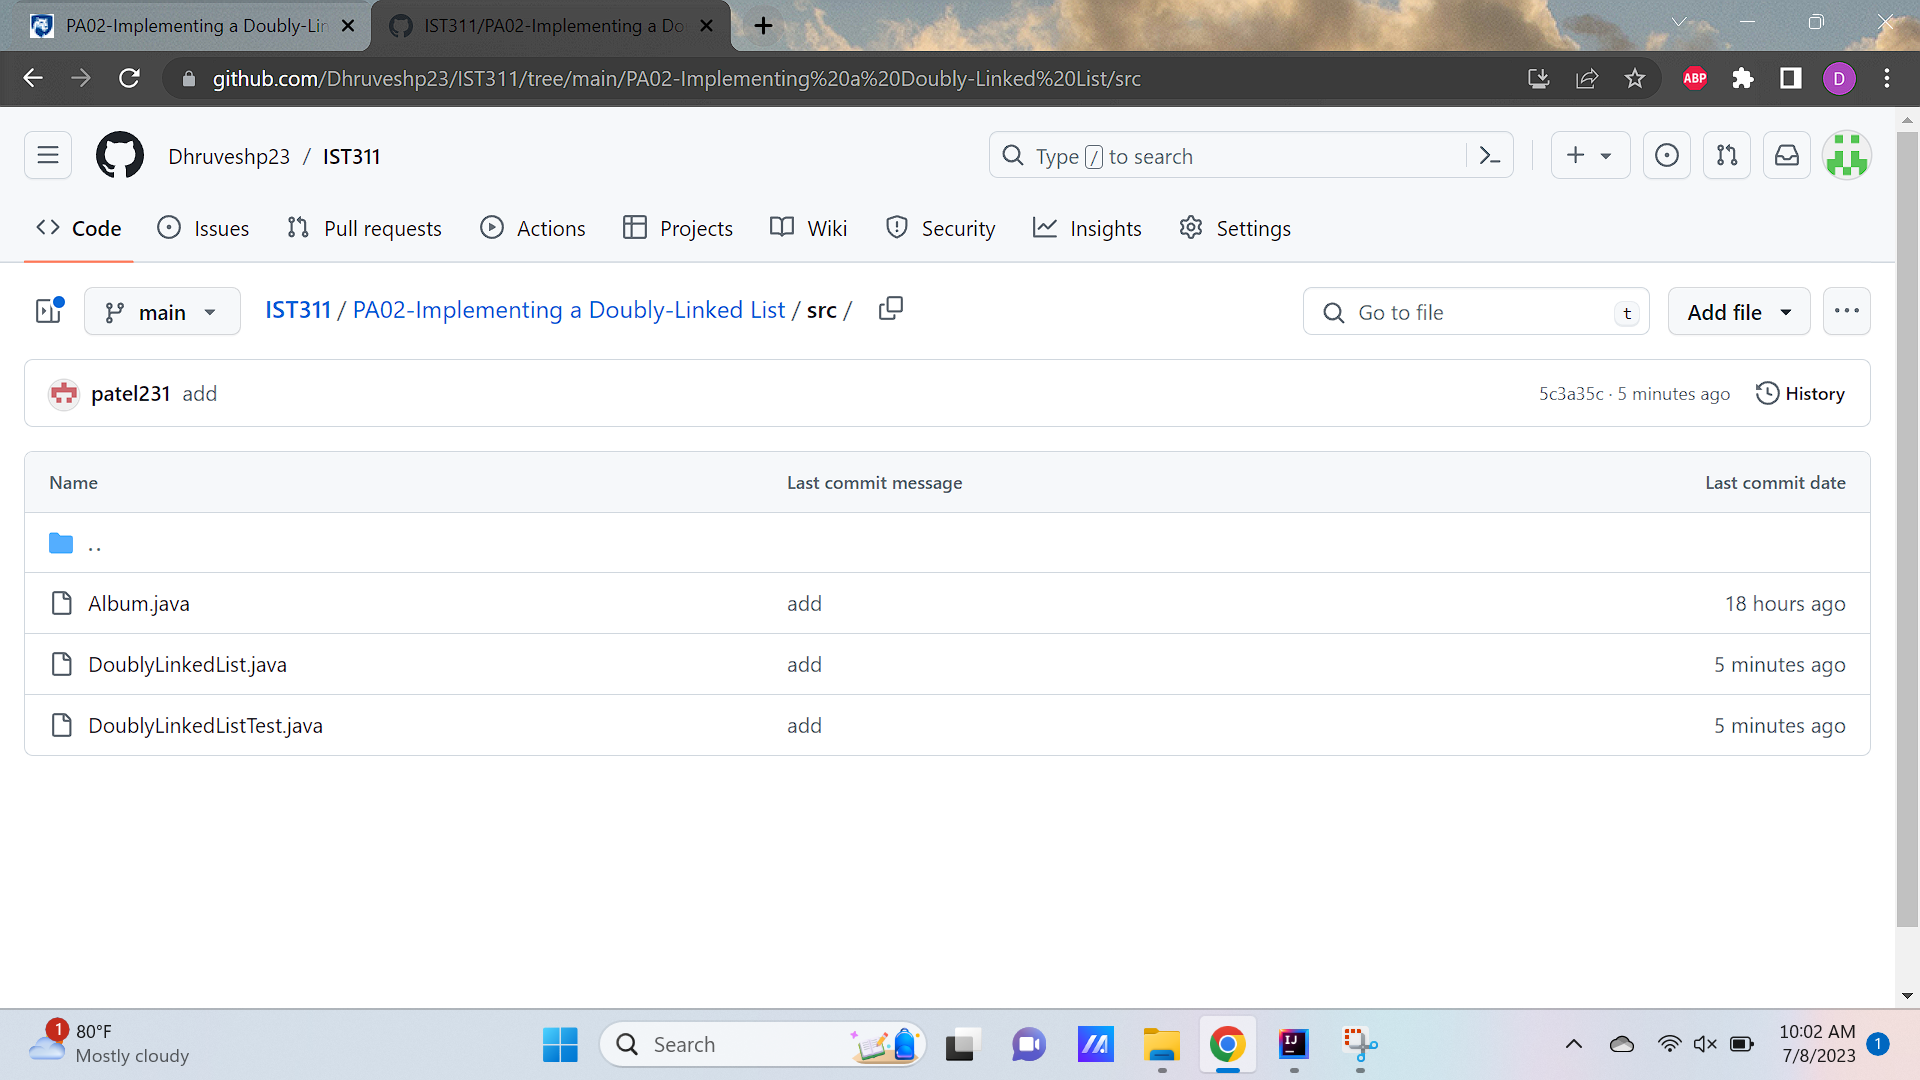 PA02-Implementing a Doubly-Lin
IST311/PA02-Implementing a Do
github.com/Dhruveshp23/IST311/tree/main/PA02-Implementing%20a%20Doubly-Linked%20List/src
ABP
D
Dhruveshp23 / IST311
Type / to search
Code
Issues
Pull requests
Actions
Projects
Wiki
Security
Insights
Settings
main
IST311 / PA02-Implementing a Doubly-Linked List / src /
Go to file
t
Add file
patel231 add
5c3a35c · 5 minutes ago
History
Name Last commit message Last commit date
..
Album.java add 18 hours ago
DoublyLinkedList.java add 5 minutes ago
DoublyLinkedListTest.java add 5 minutes ago
1
80°F
Mostly cloudy
Search
IJ
10:02 AM
7/8/2023
1